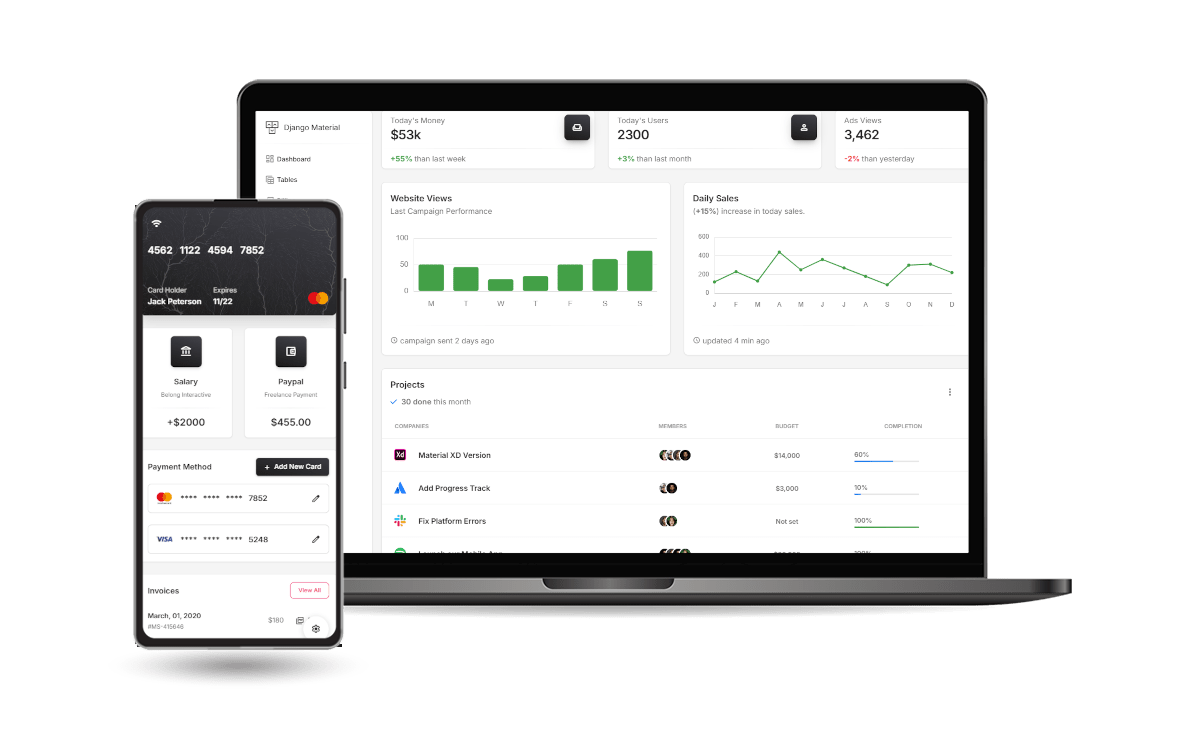 Django Material
Dashboard
Tables
Today's Money
$53k
+55% than last week
Today's Users
2300
+3% than last month
Ads Views
3,462
-2% than yesterday
Website Views
Last Campaign Performance
100
50
0
M T W T F S S
campaign sent 2 days ago
Daily Sales
(+15%) increase in today sales.
600
400
200
0
J F M A M J J A S O N D
updated 4 min ago
Projects
30 done this month
COMPANIES MEMBERS BUDGET COMPLETION
Xd Material XD Version $14,000 60%
Add Progress Track $3,000 10%
Fix Platform Errors Not set 100%
4562 1122 4594 7852
Card Holder Expires
Jack Peterson 11/22
Salary
Belong Interactive
+$2000
Paypal
Freelance Payment
$455.00
Payment Method
+ Add New Card
**** **** **** 7852
VISA **** **** **** 5248
Invoices
View All
March, 01, 2020
#MS-415646
$180